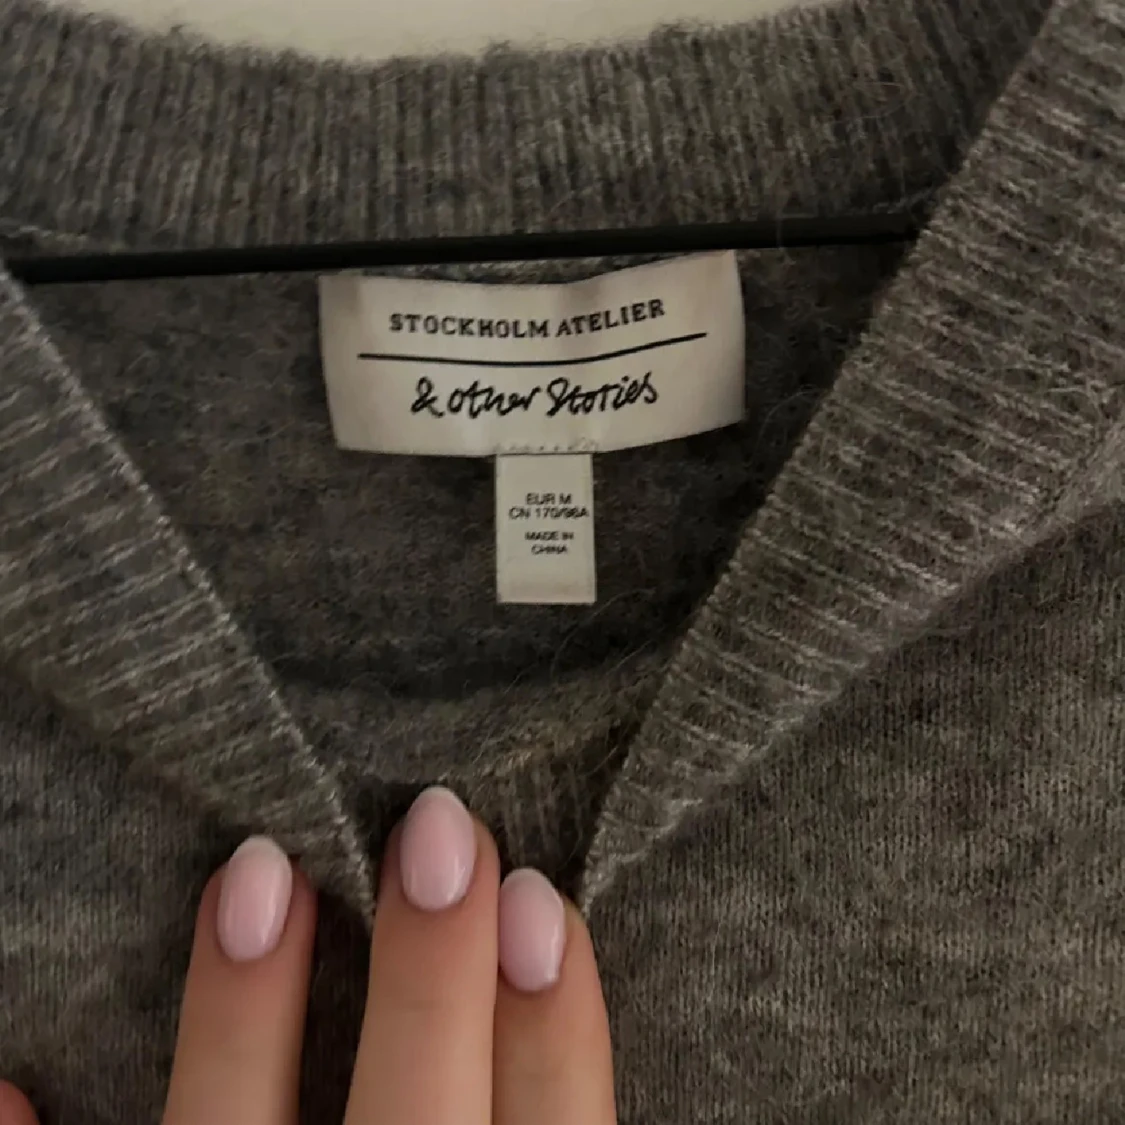 STOCKHOLM ATELIER
& other Stories
EUR M
CN 170/96A
MADE IN
CHINA